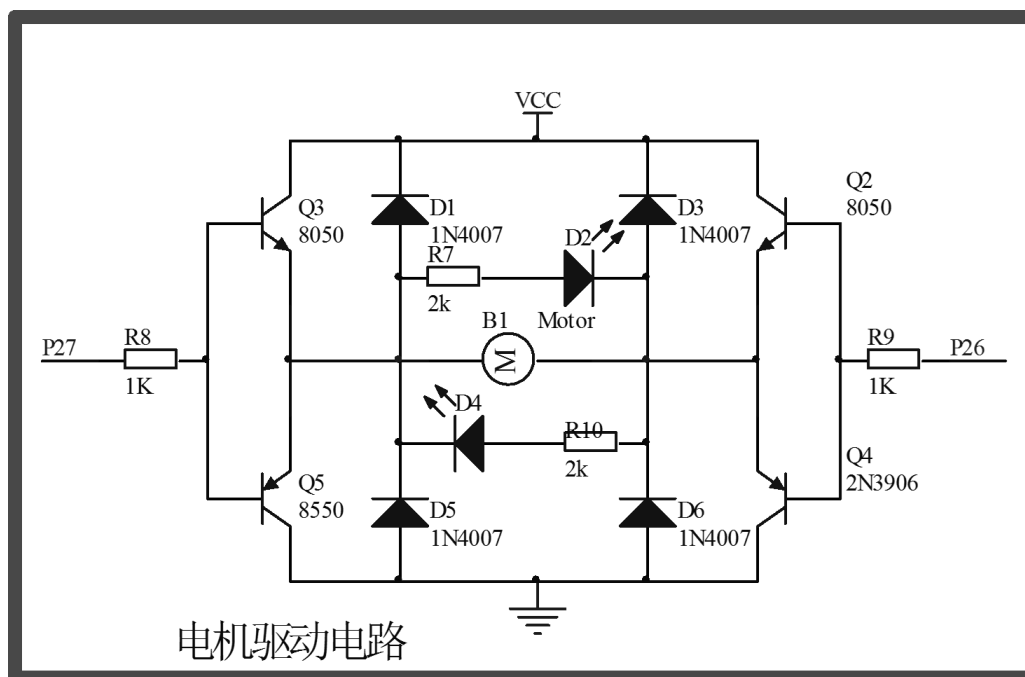 VCC
Q3
8050
D1
1N4007
D2
D3
1N4007
Q2
8050
R7
2k
B1
Motor
M
P27
R8
1K
R9
1K
P26
D4
R10
2k
Q5
8550
D5
1N4007
D6
1N4007
Q4
2N3906
电机驱动电路